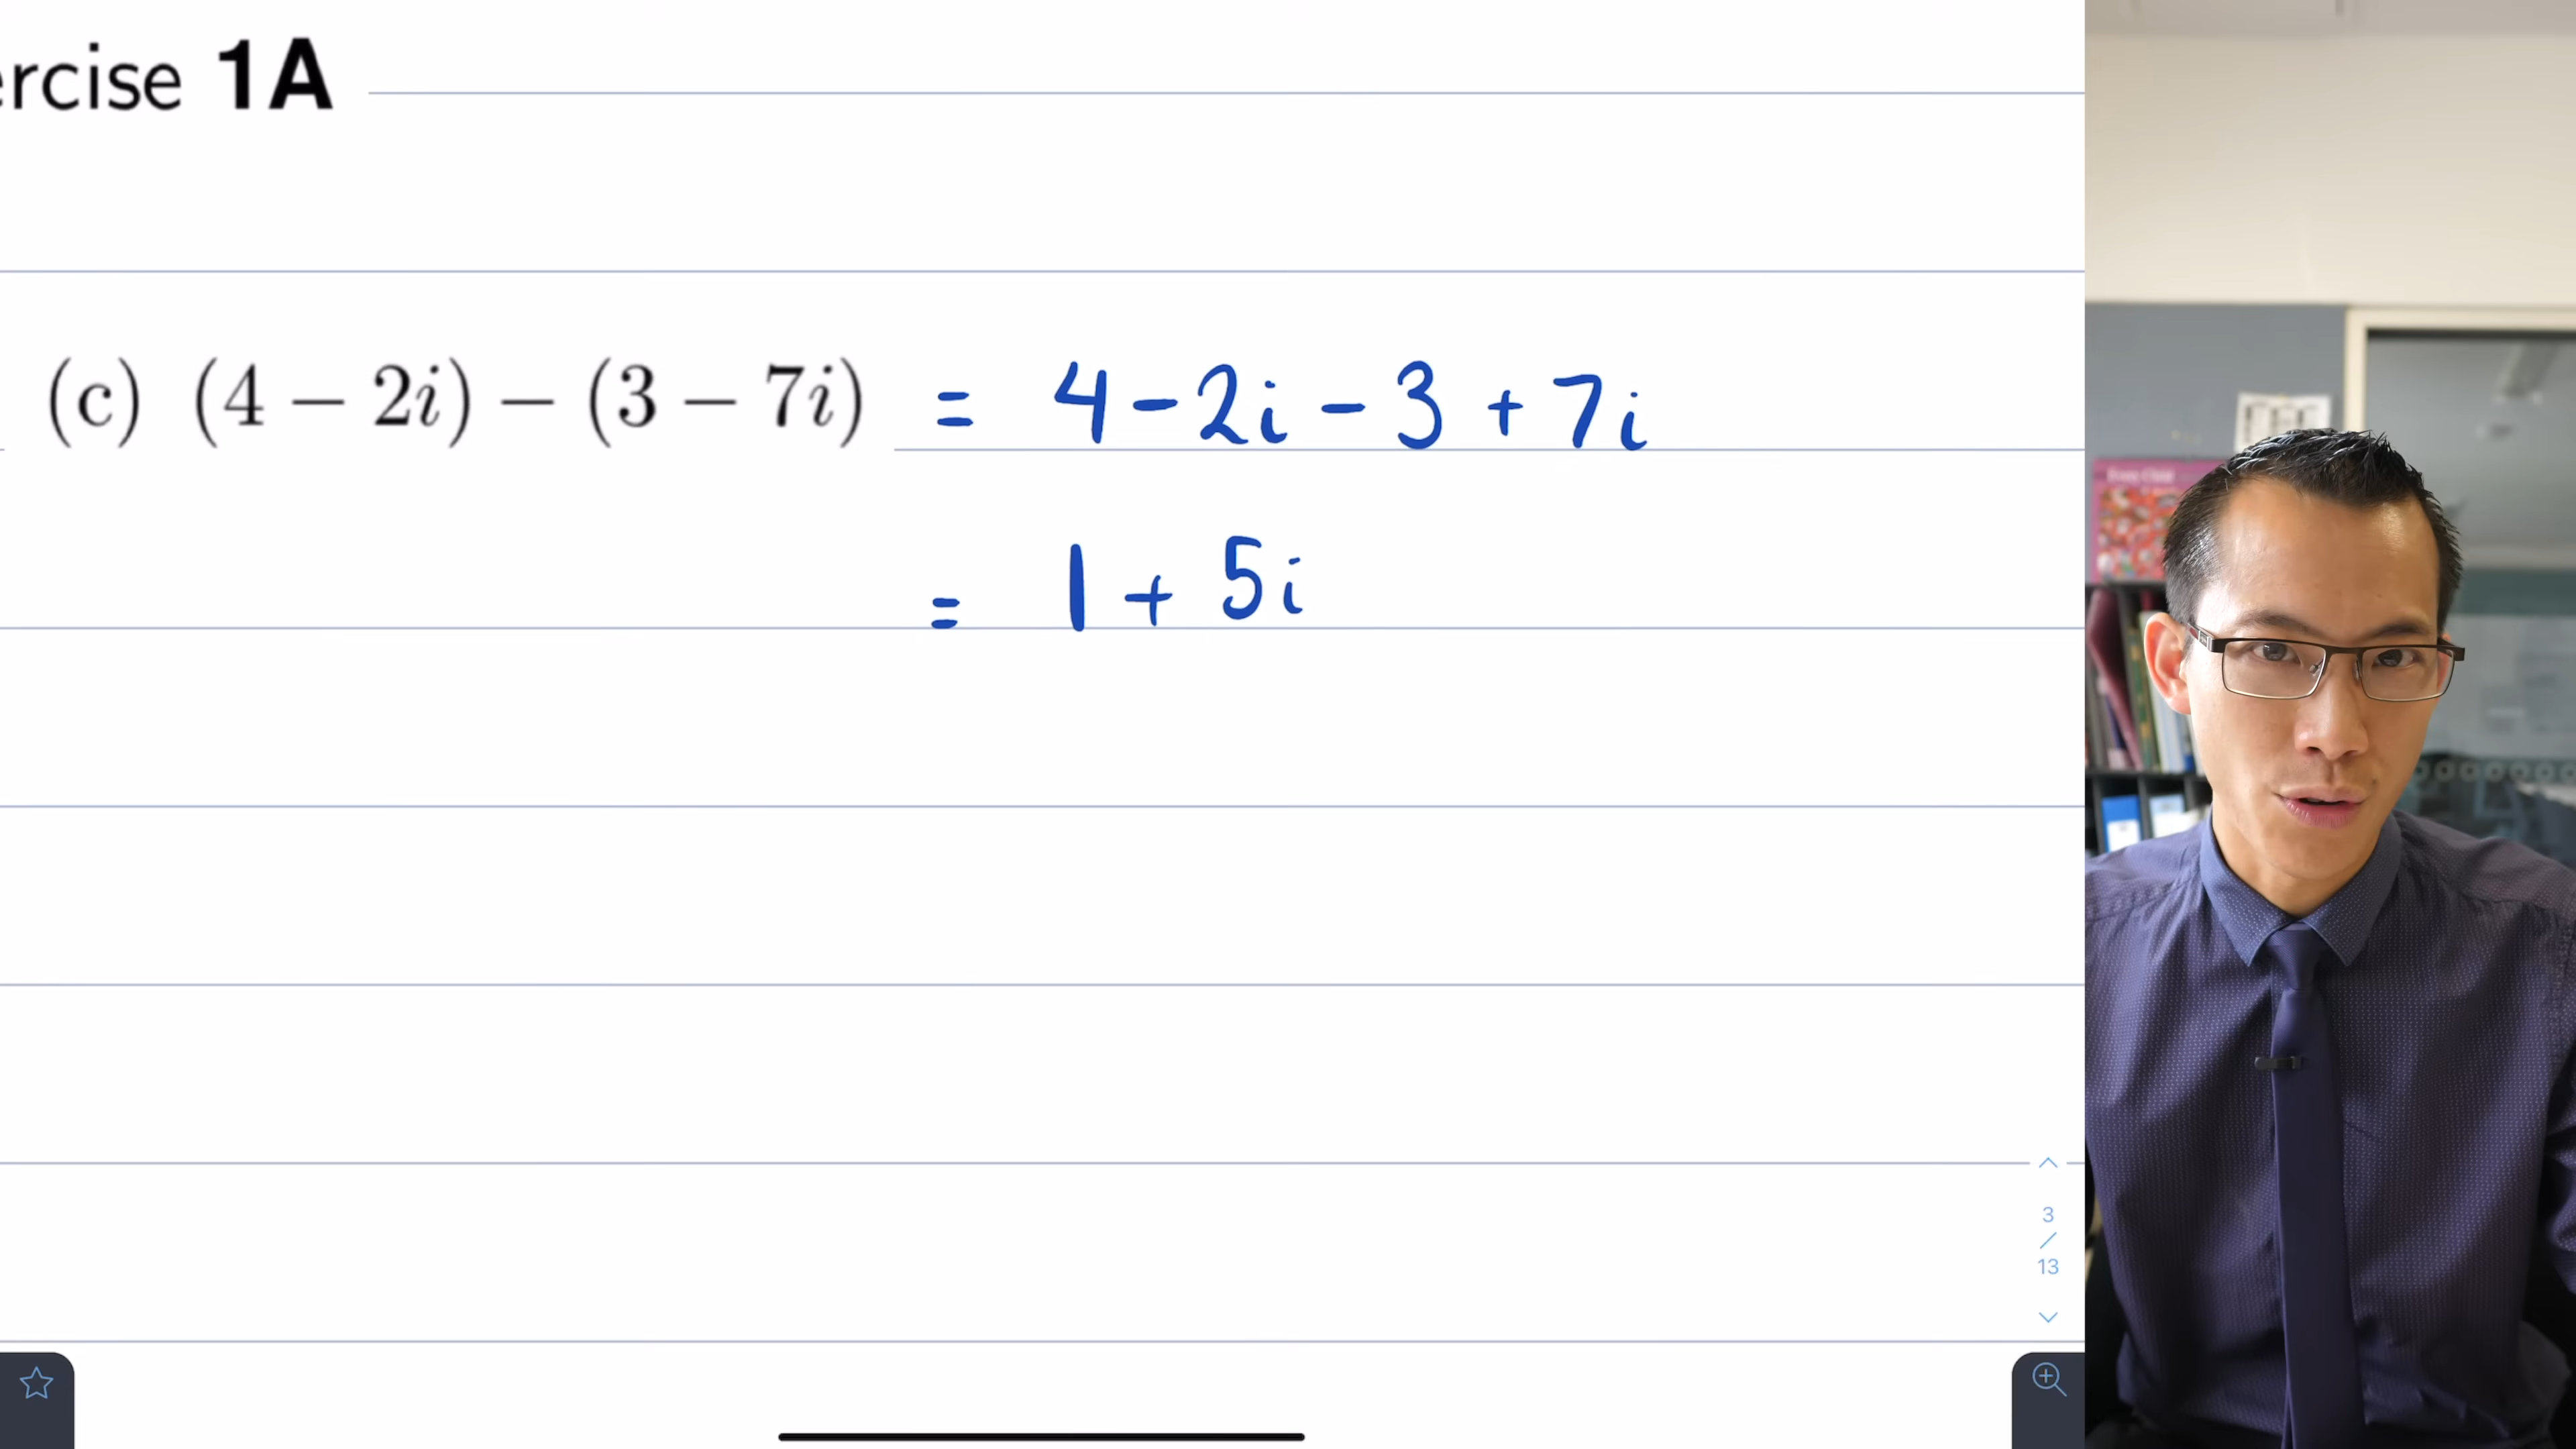 ercise 1A
(c) (4 − 2i) − (3 − 7i) = 4 - 2i - 3 + 7i
= 1 + 5i
3
/
13